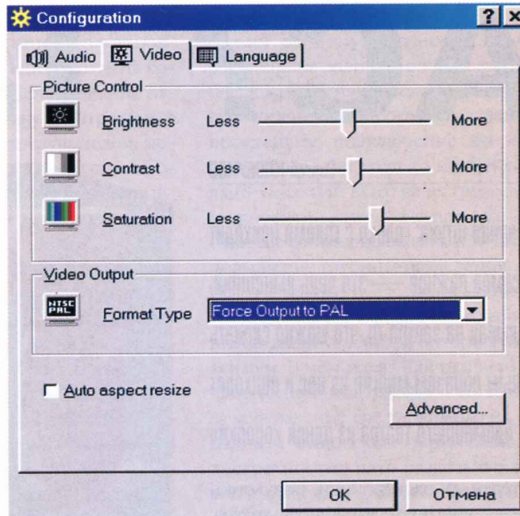 Configuration
Audio Video Language
Picture Control
Brightness Less More
Contrast Less More
Saturation Less More
Video Output
NTSC
PAL
Format Type Force Output to PAL
Auto aspect resize
Advanced...
OK Отмена